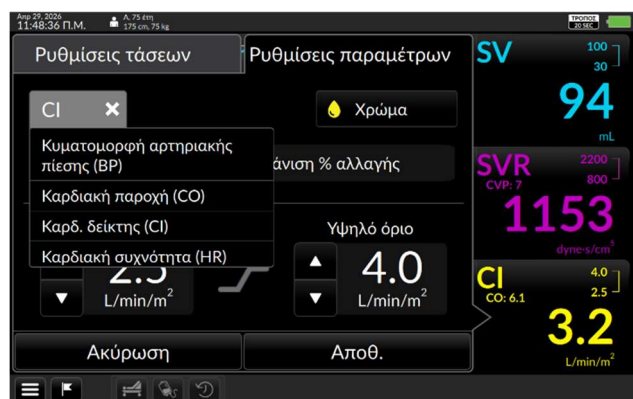 Απρ 29, 2026
11:48:36 Π.Μ.
Λ, 75 έτη
175 cm, 75 kg
ΤΡΟΠΟΣ
20 SEC
Ρυθμίσεις τάσεων
Ρυθμίσεις παραμέτρων
CI
Χρώμα
Κυματομορφή αρτηριακής
πίεσης (BP)
Καρδιακή παροχή (CO)
Καρδ. δείκτης (CI)
Καρδιακή συχνότητα (HR)
% αλλαγής
Υψηλό όριο
2.5
L/min/m²
4.0
L/min/m²
Ακύρωση
Αποθ.
SV
100
30
94
mL
SVR
CVP: 7
2200
800
1153
dyne-s/cm⁵
CI
CO: 6.1
4.0
2.5
3.2
L/min/m²